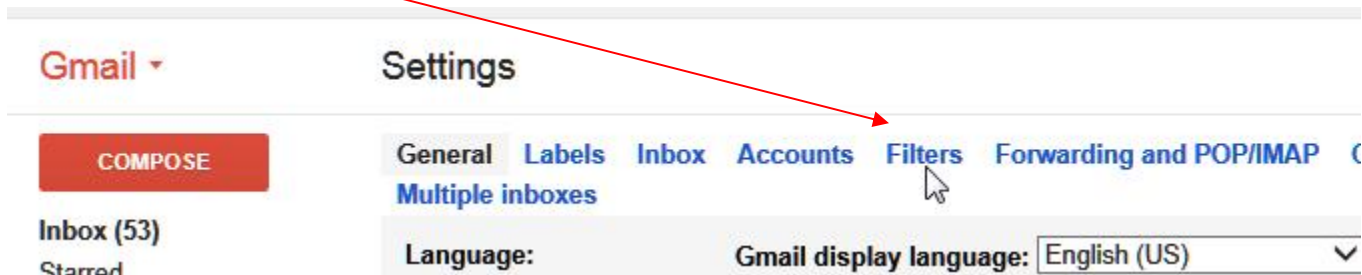 Gmail
Settings
COMPOSE
General Labels Inbox Accounts Filters Forwarding and POP/IMAP
Multiple inboxes
Inbox (53)
Language: Gmail display language: English (US)
Starred